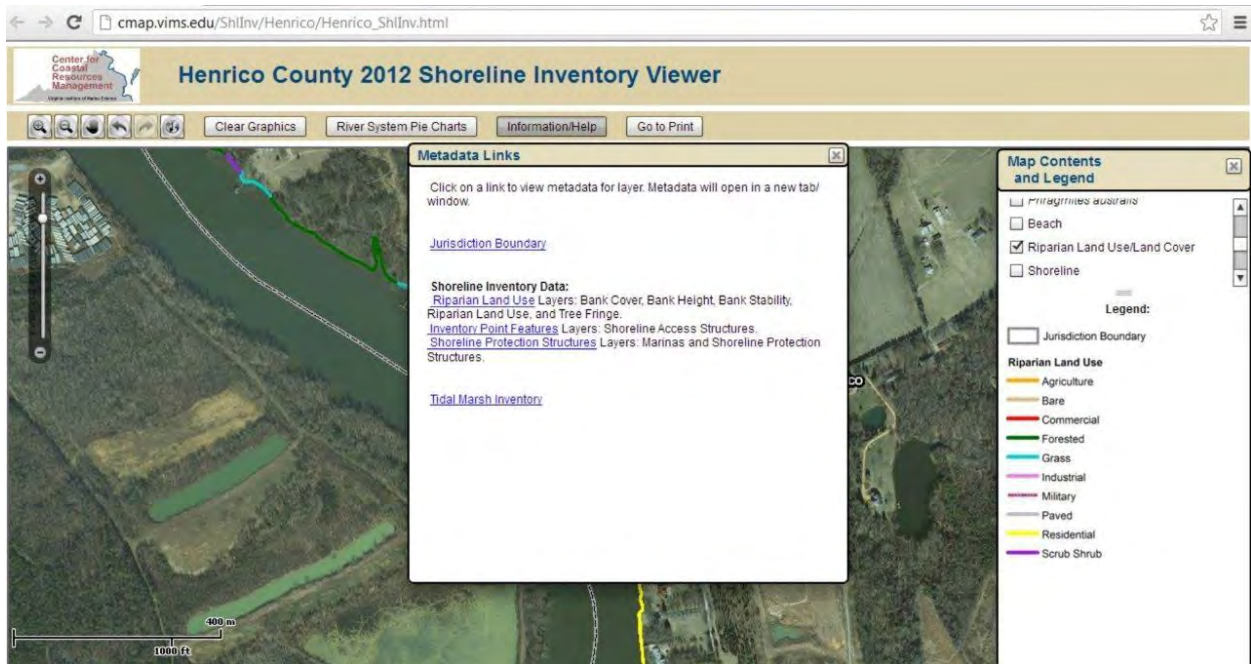 cmap.vims.edu/ShlInv/Henrico/Henrico_ShlInv.html
Center for
Coastal
Resources
Management
Virginia Institute of Marine Science
Henrico County 2012 Shoreline Inventory Viewer
Clear Graphics
River System Pie Charts
Information/Help
Go to Print
Metadata Links
Click on a link to view metadata for layer. Metadata will open in a new tab/
window.
Jurisdiction Boundary
Shoreline Inventory Data:
Riparian Land Use Layers: Bank Cover, Bank Height, Bank Stability,
Riparian Land Use, and Tree Fringe.
Inventory Point Features Layers: Shoreline Access Structures.
Shoreline Protection Structures Layers: Marinas and Shoreline Protection
Structures.
Tidal Marsh Inventory
CO
400 m
1000 ft
Map Contents
and Legend
Phragmites australis
Beach
Riparian Land Use/Land Cover
Shoreline
Legend:
Jurisdiction Boundary
Riparian Land Use
Agriculture
Bare
Commercial
Forested
Grass
Industrial
Military
Paved
Residential
Scrub Shrub